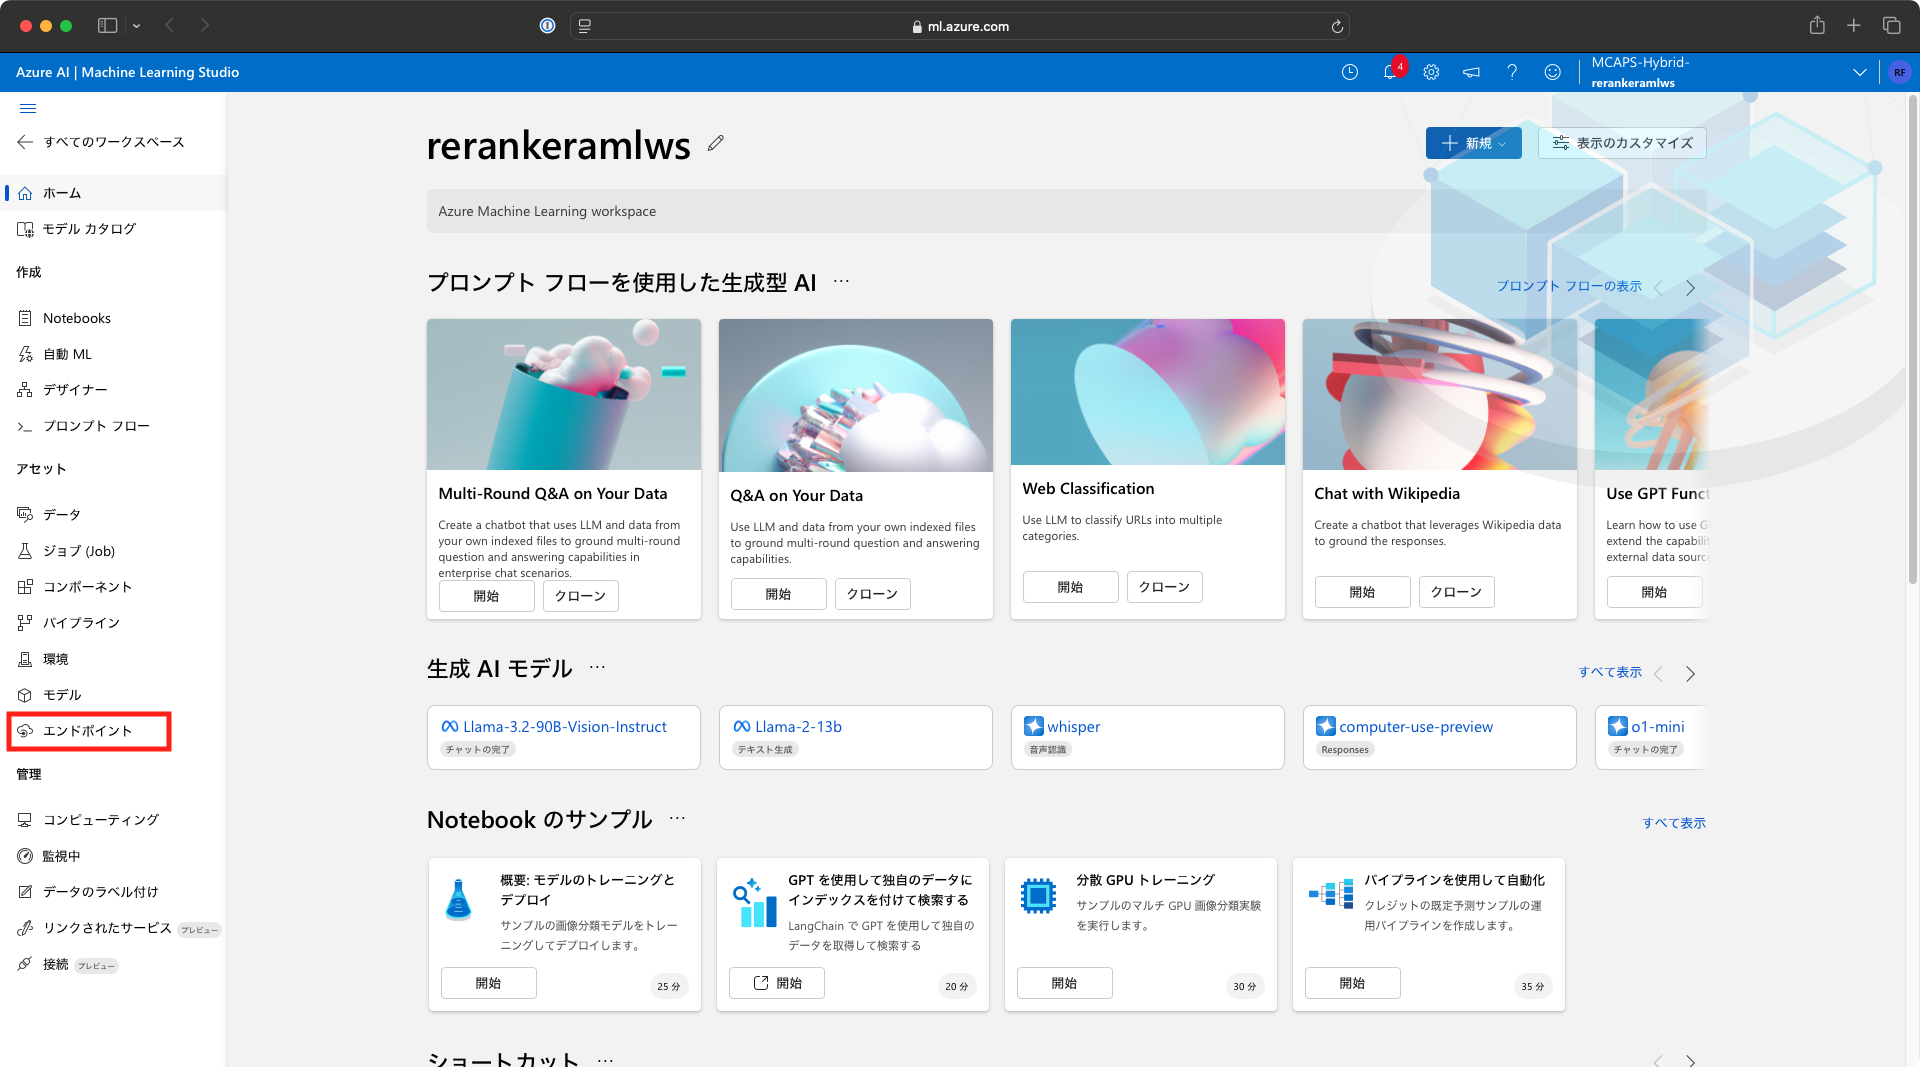 ml.azure.com
Azure AI | Machine Learning Studio
4
MCAPS-Hybrid-
rerankeramlws
RF
すべてのワークスペース
ホーム
モデル カタログ
作成
Notebooks
自動 ML
デザイナー
プロンプト フロー
アセット
データ
ジョブ (Job)
コンポーネント
パイプライン
環境
モデル
エンドポイント
管理
コンピューティング
監視中
データのラベル付け
リンクされたサービス プレビュー
接続 プレビュー
rerankeramlws
新規
表示のカスタマイズ
Azure Machine Learning workspace
プロンプト フローを使用した生成型 AI ...
プロンプト フローの表示
Multi-Round Q&A on Your Data
Create a chatbot that uses LLM and data from
your own indexed files to ground multi-round
question and answering capabilities in
enterprise chat scenarios.
開始
クローン
Q&A on Your Data
Use LLM and data from your own indexed files
to ground multi-round question and answering
capabilities.
開始
クローン
Web Classification
Use LLM to classify URLs into multiple
categories.
開始
クローン
Chat with Wikipedia
Create a chatbot that leverages Wikipedia data
to ground the responses.
開始
クローン
Use GPT Funct
Learn how to use G
extend the capabilit
external data source
開始
生成 AI モデル ...
すべて表示
Llama-3.2-90B-Vision-Instruct
チャットの完了
Llama-2-13b
テキスト生成
whisper
音声認識
computer-use-preview
Responses
o1-mini
チャットの完了
Notebook のサンプル ...
すべて表示
概要: モデルのトレーニングと
デプロイ
サンプルの画像分類モデルをトレー
ニングしてデプロイします。
開始
25 分
GPT を使用して独自のデータに
インデックスを付けて検索する
LangChain で GPT を使用して独自の
データを取得して検索する
開始
20 分
分散 GPU トレーニング
サンプルのマルチ GPU 画像分類実験
を実行します。
開始
30 分
パイプラインを使用して自動化
クレジットの既定予測サンプルの運
用パイプラインを作成します。
開始
35 分
ショートカット ...